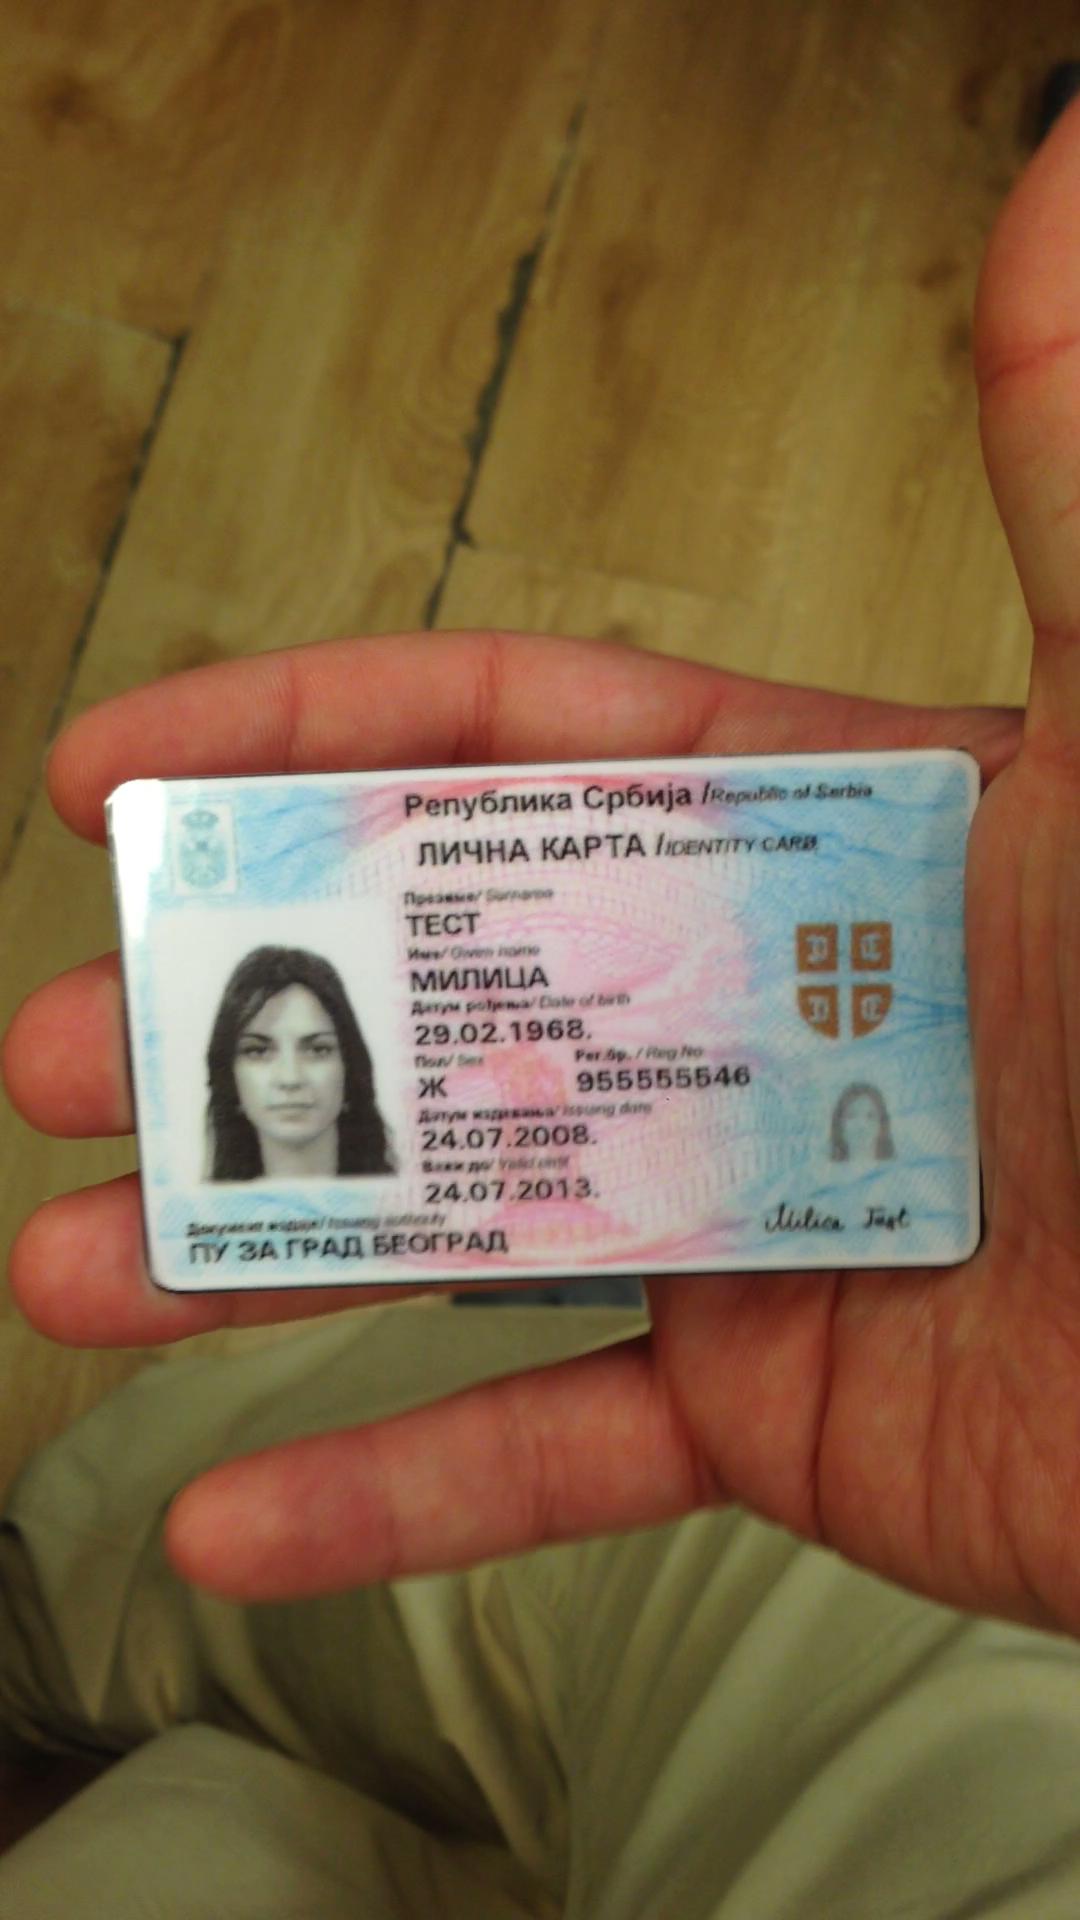 Република Србија /Republic of Serbia
ЛИЧНА КАРТА /IDENTITY CARD
Презиме/ Surname
ТЕСТ
Име/ Given name
МИЛИЦА
Датум рођења/ Date of birth
29.02.1968.
Пол/ Sex Рег.бр. / Reg No
Ж 955555546
Датум издавања/ Issuing date
24.07.2008.
Важи до/ Valid until
24.07.2013.
Документ издаје/ Issuing authority
ПУ ЗА ГРАД БЕОГРАД
Milica Test